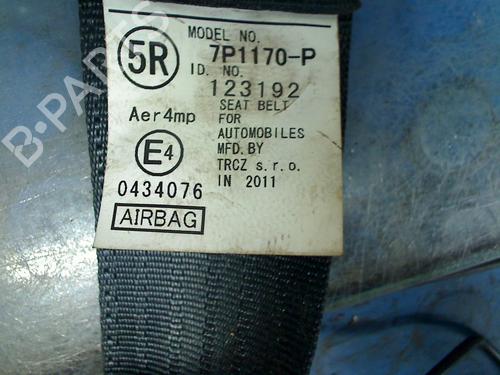 B-PARTS
5R
MODEL NO.
7P1170-P
ID. NO.
123192
Aer4mp
SEAT BELT
FOR
AUTOMOBILES
MFD. BY
TRCZ s.r.o.
IN 2011
E4
0434076
AIRBAG